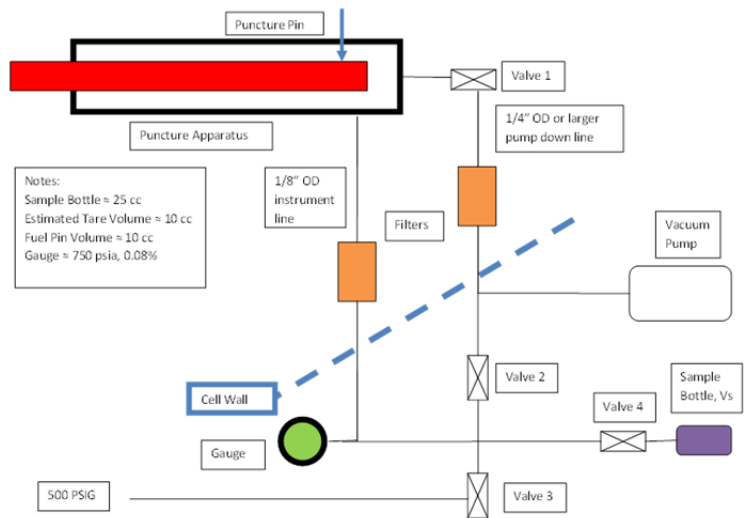 Puncture Pin
Valve 1
Puncture Apparatus
1/4" OD or larger
pump down line
Notes:
Sample Bottle ≈ 25 cc
Estimated Tare Volume ≈ 10 cc
Fuel Pin Volume ≈ 10 cc
Gauge ≈ 750 psia, 0.08%
1/8" OD
instrument
line
Filters
Vacuum
Pump
Cell Wall
Valve 2
Sample
Bottle, Vs
Valve 4
Gauge
500 PSIG
Valve 3